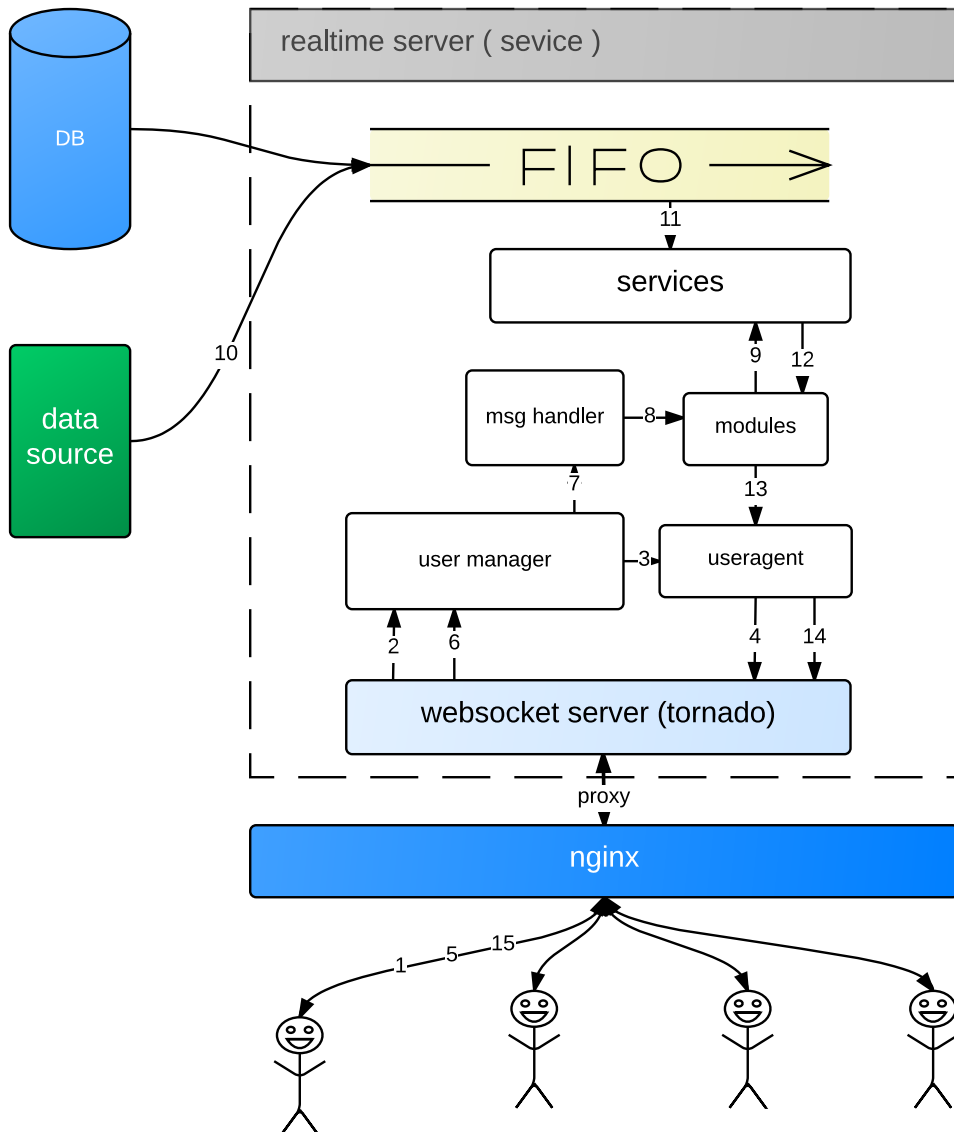 realtime server ( sevice )
DB
FIFO
11
services
10
9
12
data
source
msg handler
8
modules
7
13
user manager
3
useragent
2
6
4
14
websocket server (tornado)
proxy
nginx
1
5
15